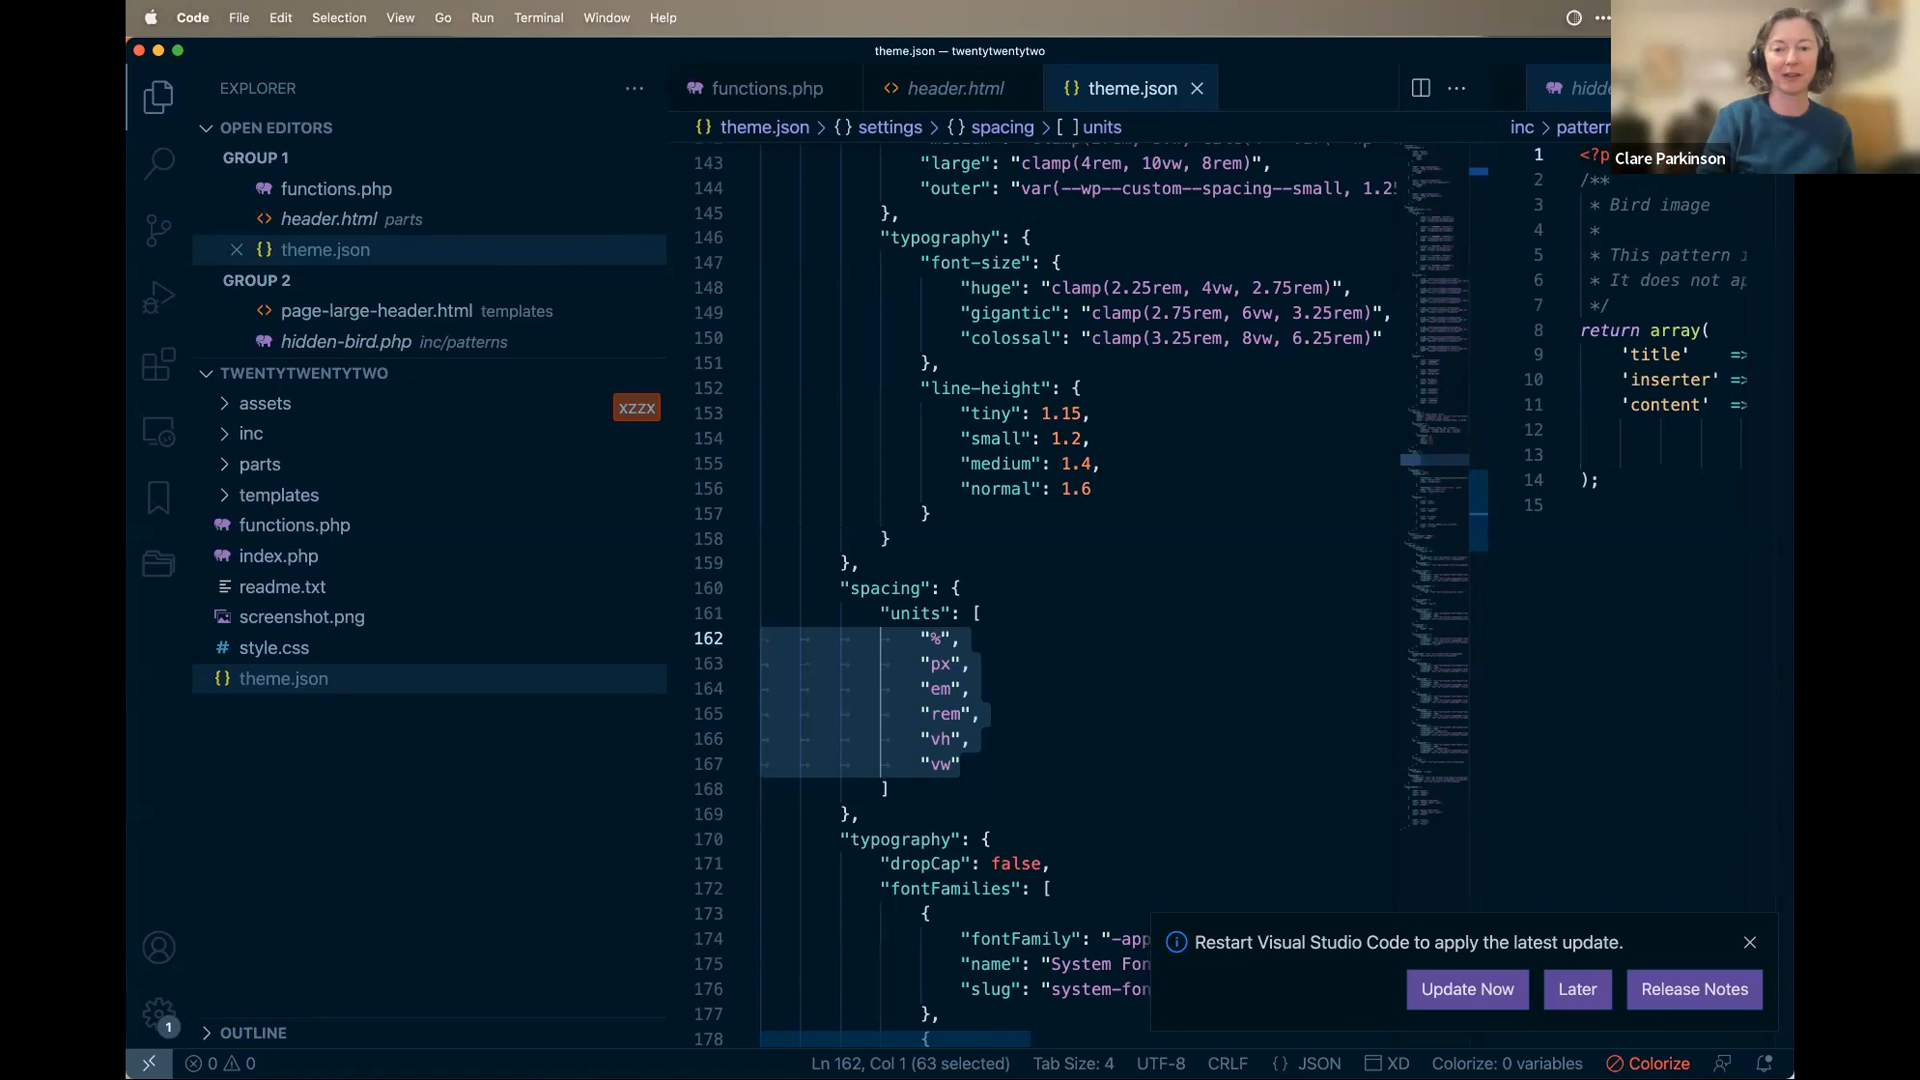 Code File Edit Selection View Go Run Terminal Window Help
theme.json — twentytwentytwo
EXPLORER
OPEN EDITORS
GROUP 1
functions.php
header.html parts
theme.json
GROUP 2
page-large-header.html templates
hidden-bird.php inc/patterns
TWENTYTWENTYTWO
assets
xzzx
inc
parts
templates
functions.php
index.php
readme.txt
screenshot.png
style.css
theme.json
OUTLINE
1
functions.php header.html theme.json
theme.json > {} settings > {} spacing > [ ] units
143 "large": "clamp(4rem, 10vw, 8rem)",
144 "outer": "var(--wp--custom--spacing--small, 1.25
145 },
146 "typography": {
147 "font-size": {
148 "huge": "clamp(2.25rem, 4vw, 2.75rem)",
149 "gigantic": "clamp(2.75rem, 6vw, 3.25rem)",
150 "colossal": "clamp(3.25rem, 8vw, 6.25rem)"
151 },
152 "line-height": {
153 "tiny": 1.15,
154 "small": 1.2,
155 "medium": 1.4,
156 "normal": 1.6
157 }
158 }
159 },
160 "spacing": {
161 "units": [
162 "%",
163 "px",
164 "em",
165 "rem",
166 "vh",
167 "vw"
168 ]
169 },
170 "typography": {
171 "dropCap": false,
172 "fontFamilies": [
173 {
174 "fontFamily": "-app
175 "name": "System Fon
176 "slug": "system-fon
177 },
178 {
hidde
inc > pattern
Clare Parkinson
1 <?p
2 /**
3 * Bird image
4 *
5 * This pattern i
6 * It does not ap
7 */
8 return array(
9 'title' =>
10 'inserter' =>
11 'content' =>
12
13
14 );
15
Restart Visual Studio Code to apply the latest update.
Update Now Later Release Notes
0 0 Ln 162, Col 1 (63 selected) Tab Size: 4 UTF-8 CRLF {} JSON XD Colorize: 0 variables Colorize